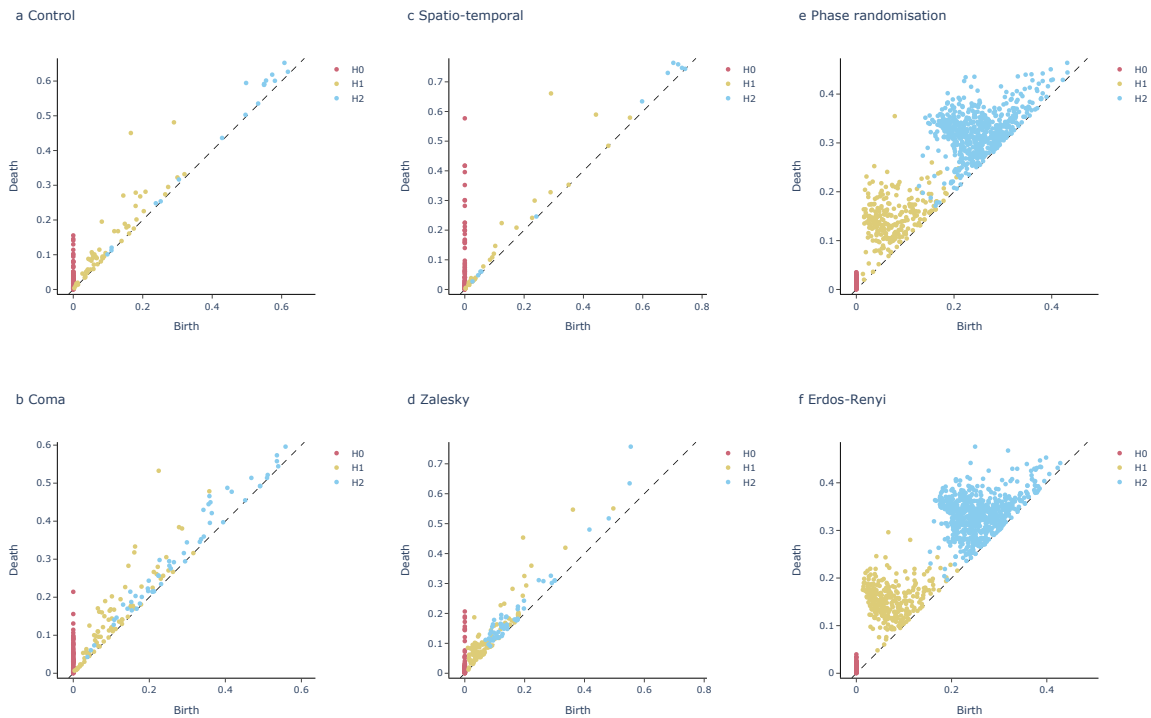 a Control
c Spatio-temporal
e Phase randomisation
Death
0.6
0.5
0.4
0.3
0.2
0.1
0
0
0.2
0.4
0.6
Birth
H0
H1
H2
Death
0.7
0.6
0.5
0.4
0.3
0.2
0.1
0
0
0.2
0.4
0.6
0.8
Birth
H0
H1
H2
Death
0.4
0.3
0.2
0.1
0
0
0.2
0.4
Birth
H0
H1
H2
b Coma
d Zalesky
f Erdos-Renyi
Death
0.6
0.5
0.4
0.3
0.2
0.1
0
0
0.2
0.4
0.6
Birth
H0
H1
H2
Death
0.7
0.6
0.5
0.4
0.3
0.2
0.1
0
0
0.2
0.4
0.6
0.8
Birth
H0
H1
H2
Death
0.4
0.3
0.2
0.1
0
0
0.2
0.4
Birth
H0
H1
H2